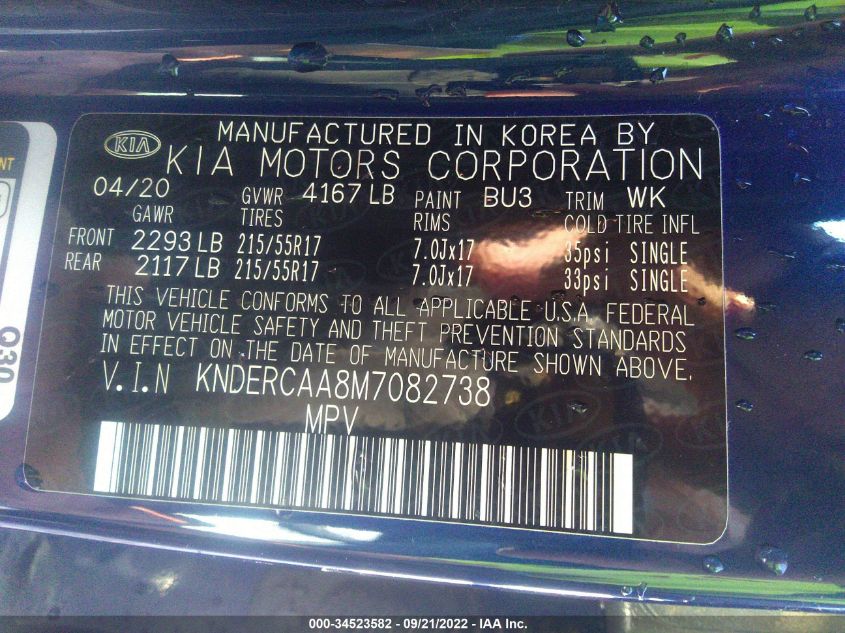 MANUFACTURED IN KOREA BY
KIA KIA MOTORS CORPORATION
04/20 GVWR 4167 LB PAINT BU3 TRIM WK
GAWR TIRES RIMS COLD TIRE INFL
FRONT 2293 LB 215/55R17 7.0Jx17 35psi SINGLE
REAR 2117 LB 215/55R17 7.0Jx17 33psi SINGLE
THIS VEHICLE CONFORMS TO ALL APPLICABLE U.S.A. FEDERAL
MOTOR VEHICLE SAFETY AND THEFT PREVENTION STANDARDS
IN EFFECT ON THE DATE OF MANUFACTURE SHOWN ABOVE.
V.I.N KNDERCAA8M7082738
MPV
Q30
000-34523582 - 09/21/2022 - IAA Inc.